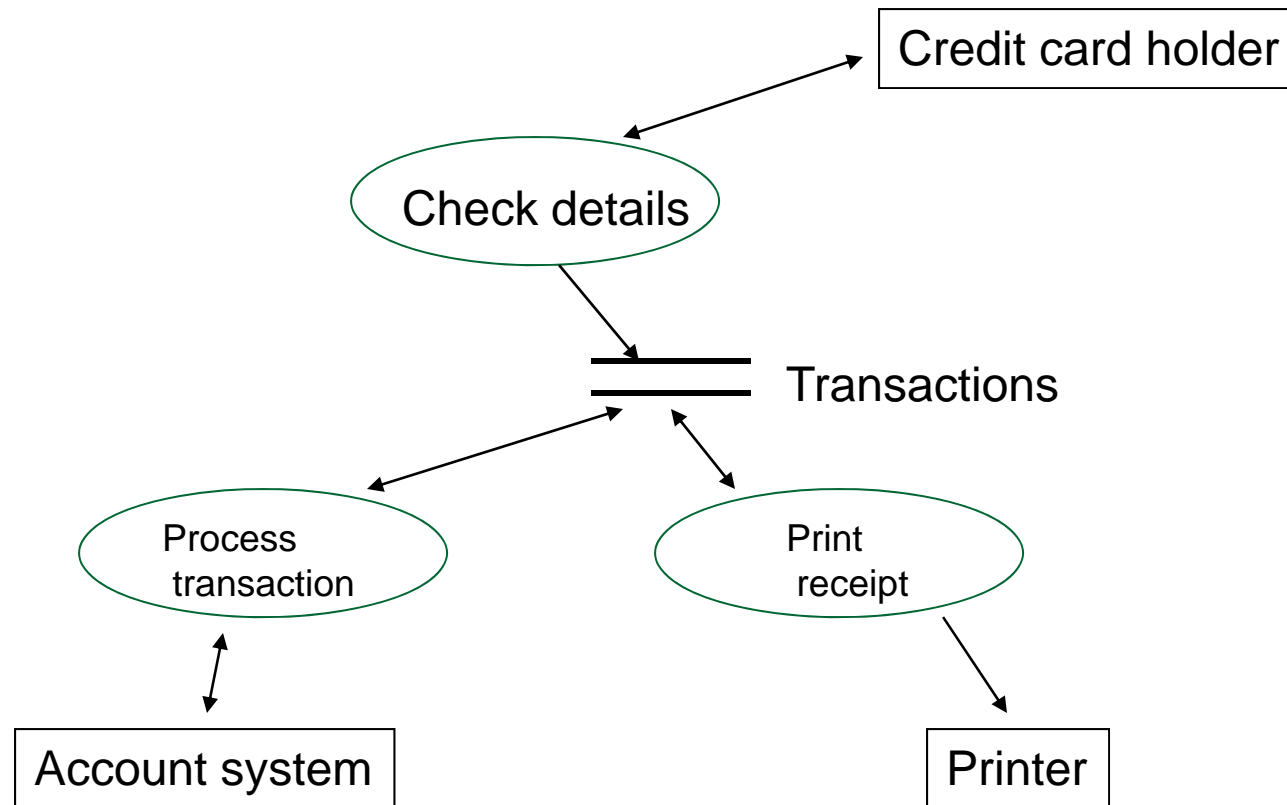 Credit card holder
Check details
Transactions
Process
transaction
Print
receipt
Account system
Printer